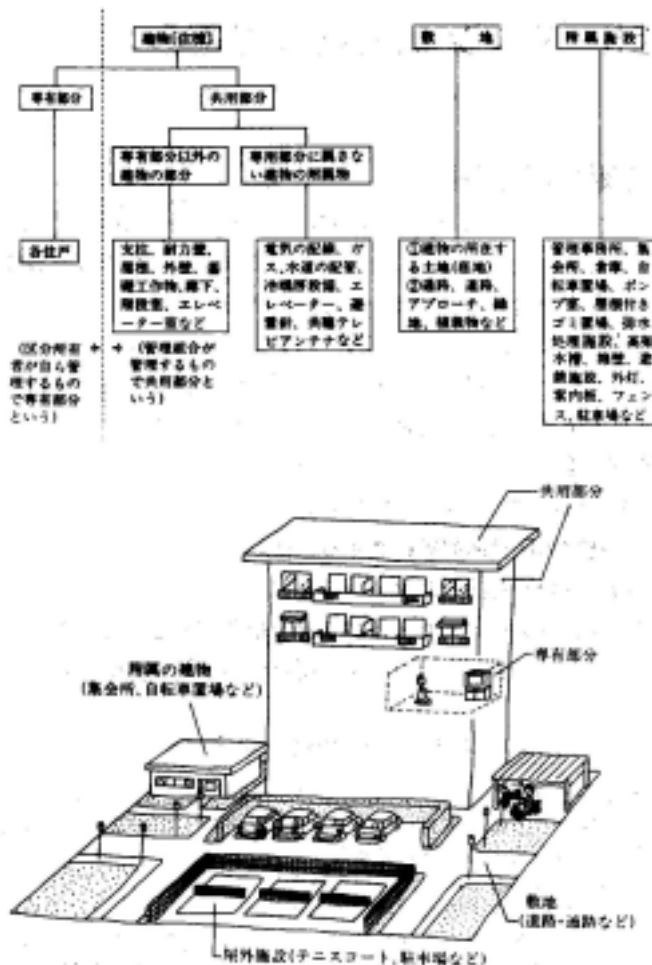 建物(住棟)
敷地
附属施設
専有部分
共用部分
専有部分以外の
建物の部分
専用部分に属さな
い建物の附属物
各住戸
支柱、耐力壁、
屋根、外壁、基
礎工作物、廊下、
階段室、エレベ
ーター室など
電気の配線、ガ
ス、水道の配管、
冷暖房設備、エ
レベーター、避
雷針、共聴テレ
ビアンテナなど
①建物の所在す
る土地(底地)
②通路、道路、
アプローチ、緑
地、植栽物など
管理事務所、集
会所、倉庫、自
転車置場、ポン
プ室、屋根付き
ゴミ置場、排水
処理施設、高架
水槽、
施設、外灯、
案内板、フェン
ス、駐車場など
(区分所有
者が自ら管
理するもの
で専有部分
という)
(管理組合が
管理するもの
で共用部分と
いう)
共用部分
専有部分
附属の建物
(集会所、自転車置場など)
敷地
(道路・通路など)
屋外施設(テニスコート、駐車場など)